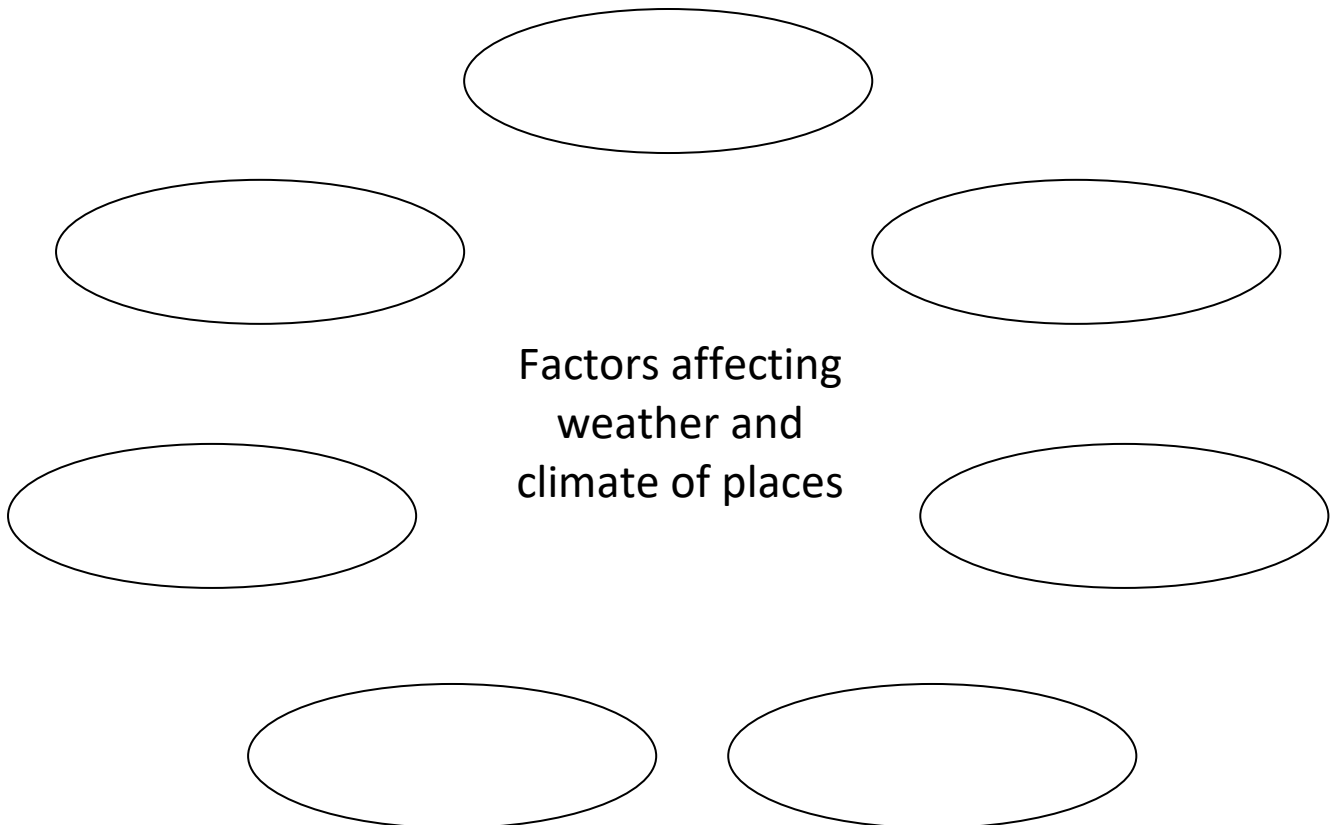 Factors affecting
weather and
climate of places